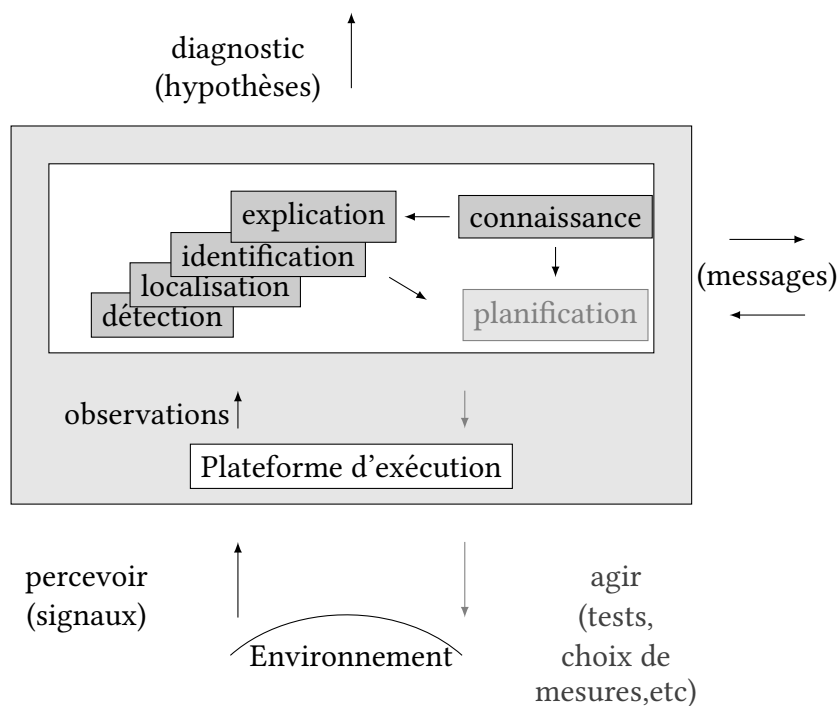 diagnostic
(hypothèses)
explication
connaissance
identification
localisation
détection
planification
(messages)
observations
Plateforme d'exécution
percevoir
(signaux)
Environnement
agir
(tests,
choix de
mesures,etc)